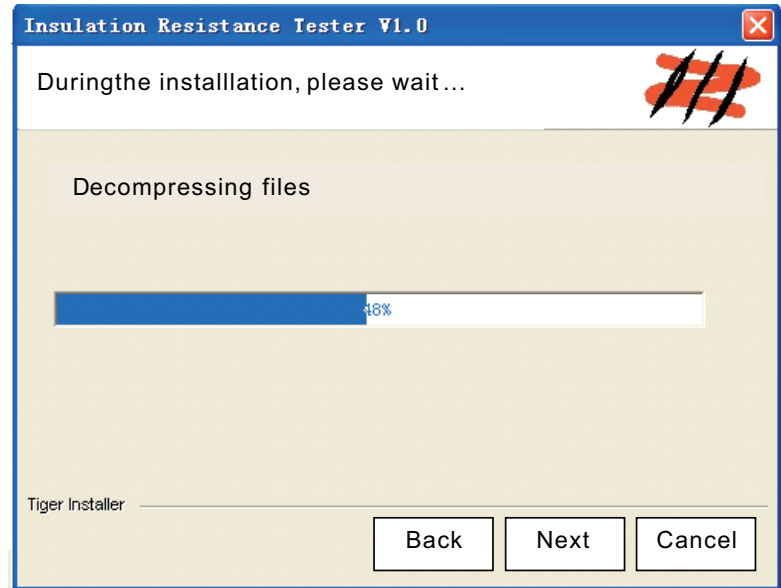 Insulation Resistance Tester V1.0
Duringthe installlation, please wait...
Decompressing files
48%
Tiger Installer
Back Next Cancel